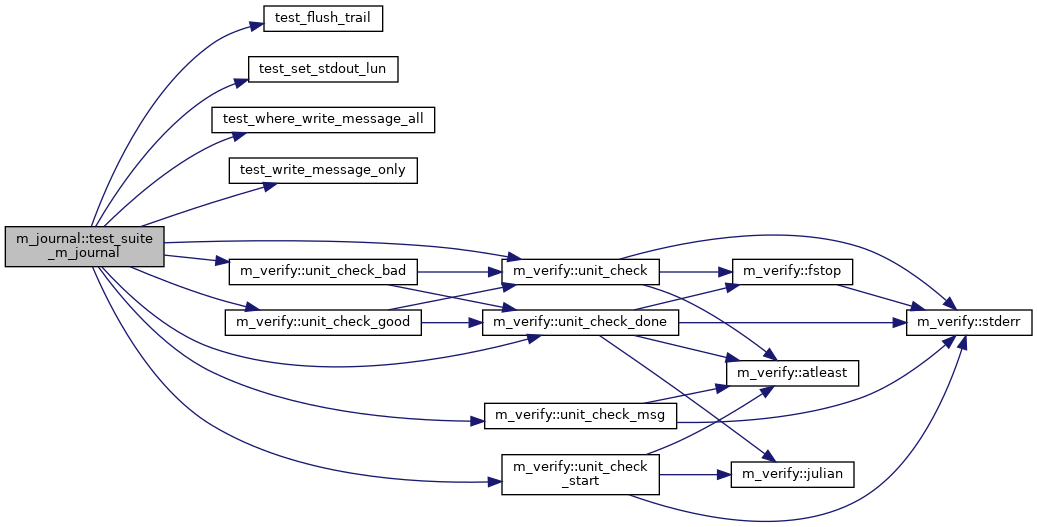 test_flush_trail
test_set_stdout_lun
test_where_write_message_all
test_write_message_only
m_journal::test_suite
_m_journal
m_verify::unit_check_bad
m_verify::unit_check
m_verify::fstop
m_verify::unit_check_good
m_verify::unit_check_done
m_verify::stderr
m_verify::atleast
m_verify::unit_check_msg
m_verify::unit_check
_start
m_verify::julian